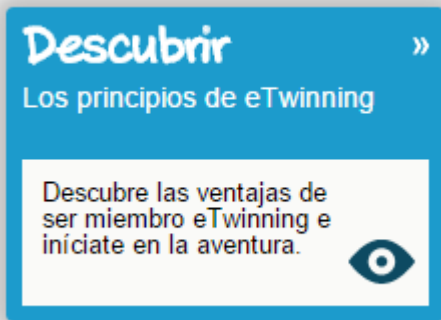 Descubrir »
Los principios de eTwinning
Descubre las ventajas de
ser miembro eTwinning e
iníciate en la aventura.